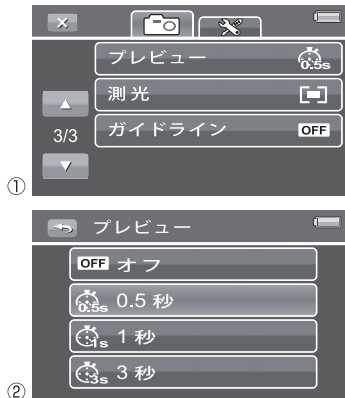 プレビュー 0.5s
測光
3/3 ガイドライン OFF
①
プレビュー
OFF オフ
0.5s 0.5 秒
1s 1 秒
3s 3 秒
②